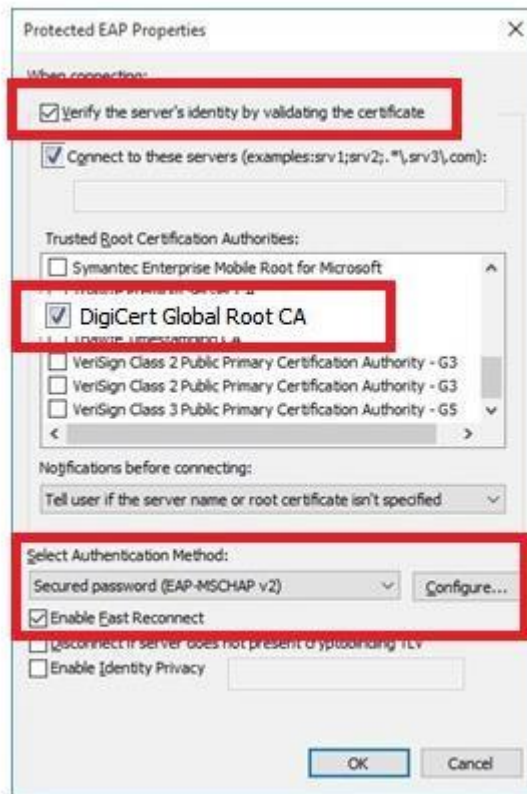 Protected EAP Properties
When connecting:
Verify the server's identity by validating the certificate
Connect to these servers (examples:srv1;srv2;.*\.srv3\.com):
Trusted Root Certification Authorities:
Symantec Enterprise Mobile Root for Microsoft
DigiCert Global Root CA
Thawte Timestamping CA
VeriSign Class 2 Public Primary Certification Authority - G3
VeriSign Class 2 Public Primary Certification Authority - G3
VeriSign Class 3 Public Primary Certification Authority - G5
Notifications before connecting:
Tell user if the server name or root certificate isn't specified
Select Authentication Method:
Secured password (EAP-MSCHAP v2)
Configure...
Enable Fast Reconnect
Disconnect if server does not present cryptobinding TLV
Enable Identity Privacy
OK Cancel